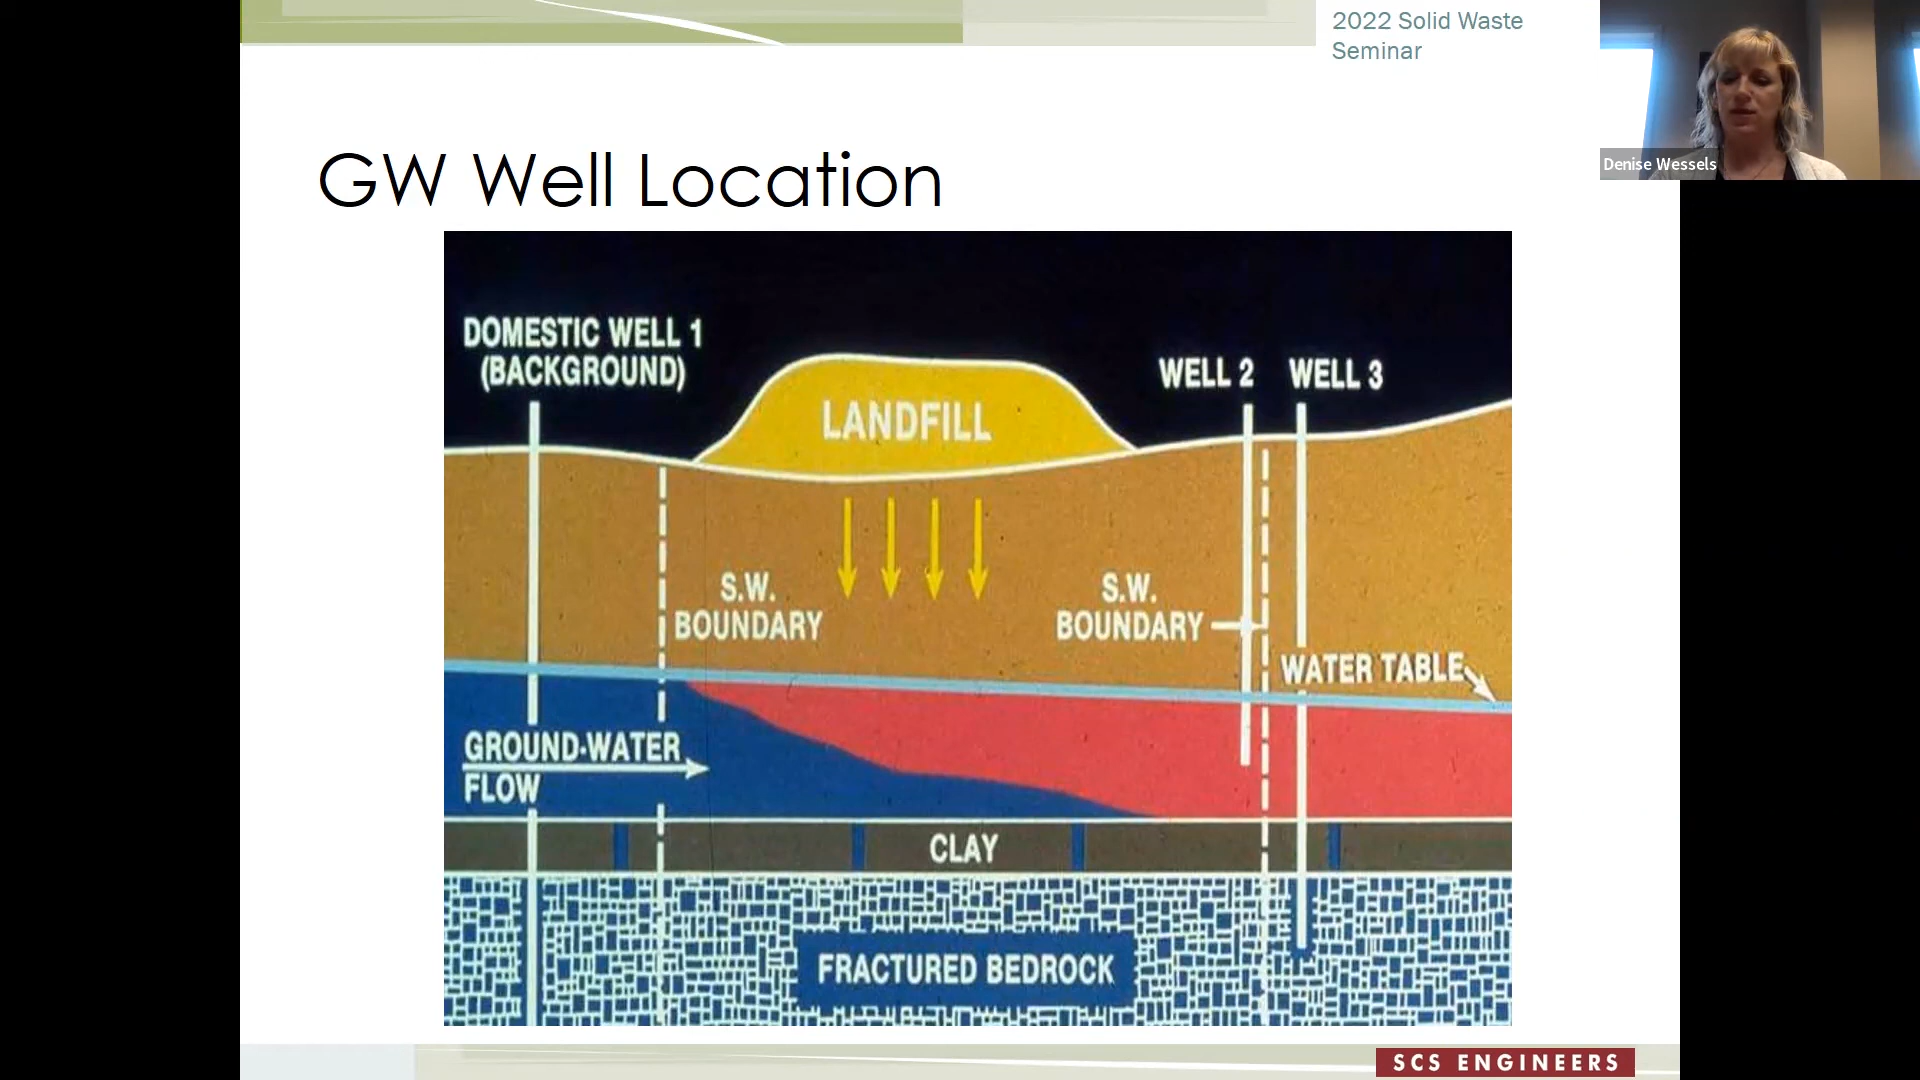 2022 Solid Waste
Seminar
Denise Wessels
GW Well Location
DOMESTIC WELL 1
(BACKGROUND)
WELL 2
WELL 3
LANDFILL
S.W.
BOUNDARY
S.W.
BOUNDARY
WATER TABLE
GROUND-WATER
FLOW
CLAY
FRACTURED BEDROCK
SCS ENGINEERS